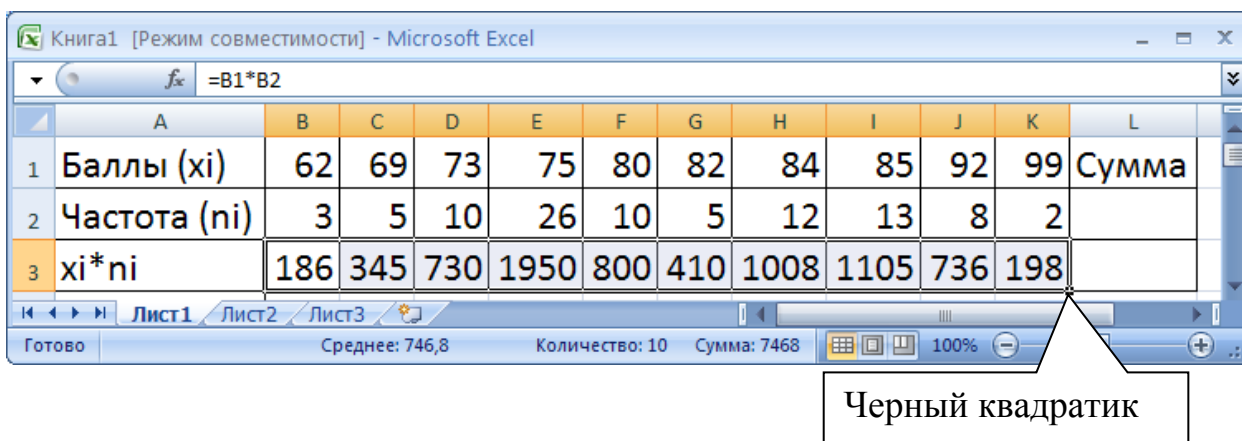 Книга1 [Режим совместимости] - Microsoft Excel
fx =B1*B2
A B C D E F G H I J K L
1 Баллы (xi) 62 69 73 75 80 82 84 85 92 99 Сумма
2 Частота (ni) 3 5 10 26 10 5 12 13 8 2
3 xi*ni 186 345 730 1950 800 410 1008 1105 736 198
Лист1 Лист2 Лист3
Готово Среднее: 746,8 Количество: 10 Сумма: 7468 100%
Черный квадратик